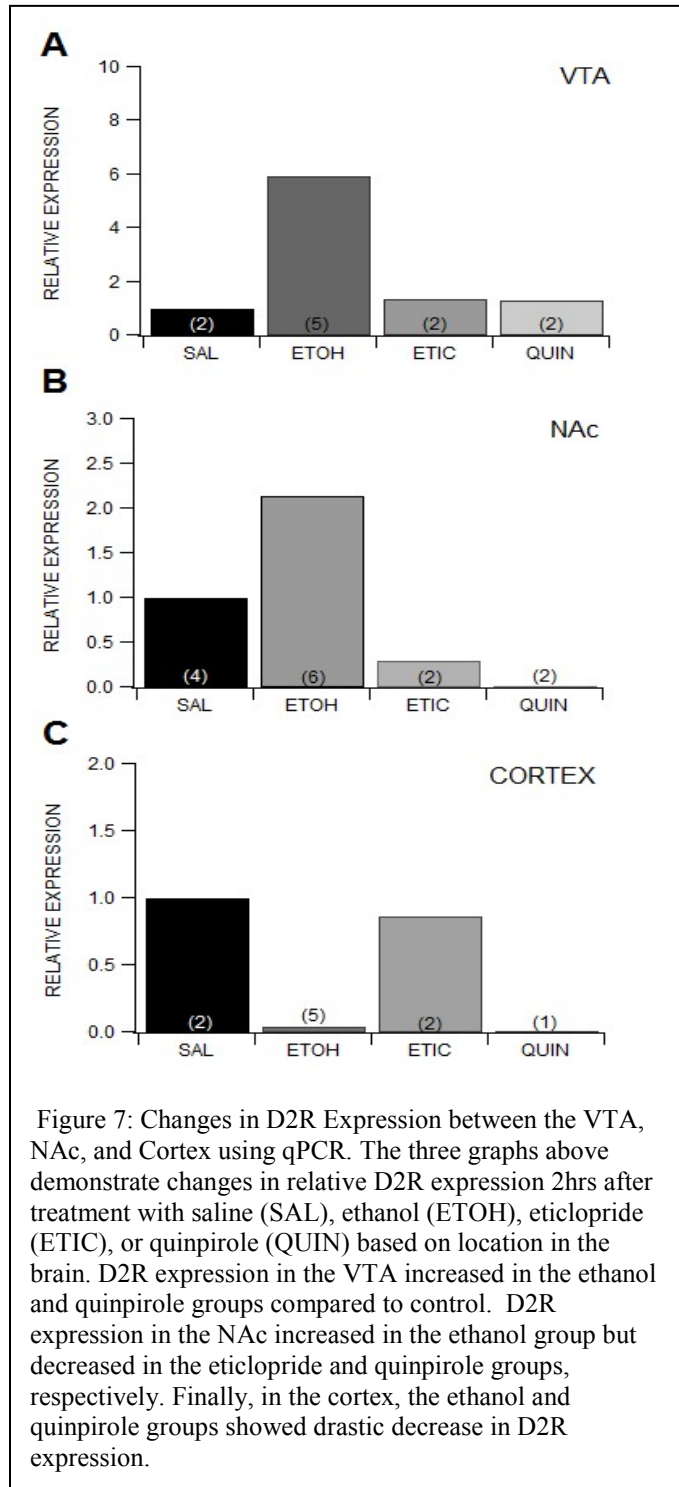 A
VTA
RELATIVE EXPRESSION
10
8
6
4
2
0
(2)
(5)
(2)
(2)
SAL
ETOH
ETIC
QUIN
B
NAc
RELATIVE EXPRESSION
3.0
2.5
2.0
1.5
1.0
0.5
0.0
(4)
(6)
(2)
(2)
SAL
ETOH
ETIC
QUIN
C
CORTEX
RELATIVE EXPRESSION
2.0
1.5
1.0
0.5
0.0
(2)
(5)
(2)
(1)
SAL
ETOH
ETIC
QUIN
Figure 7: Changes in D2R Expression between the VTA,
NAc, and Cortex using qPCR. The three graphs above
demonstrate changes in relative D2R expression 2hrs after
treatment with saline (SAL), ethanol (ETOH), eticlopride
(ETIC), or quinpirole (QUIN) based on location in the
brain. D2R expression in the VTA increased in the ethanol
and quinpirole groups compared to control.  D2R
expression in the NAc increased in the ethanol group but
decreased in the eticlopride and quinpirole groups,
respectively. Finally, in the cortex, the ethanol and
quinpirole groups showed drastic decrease in D2R
expression.